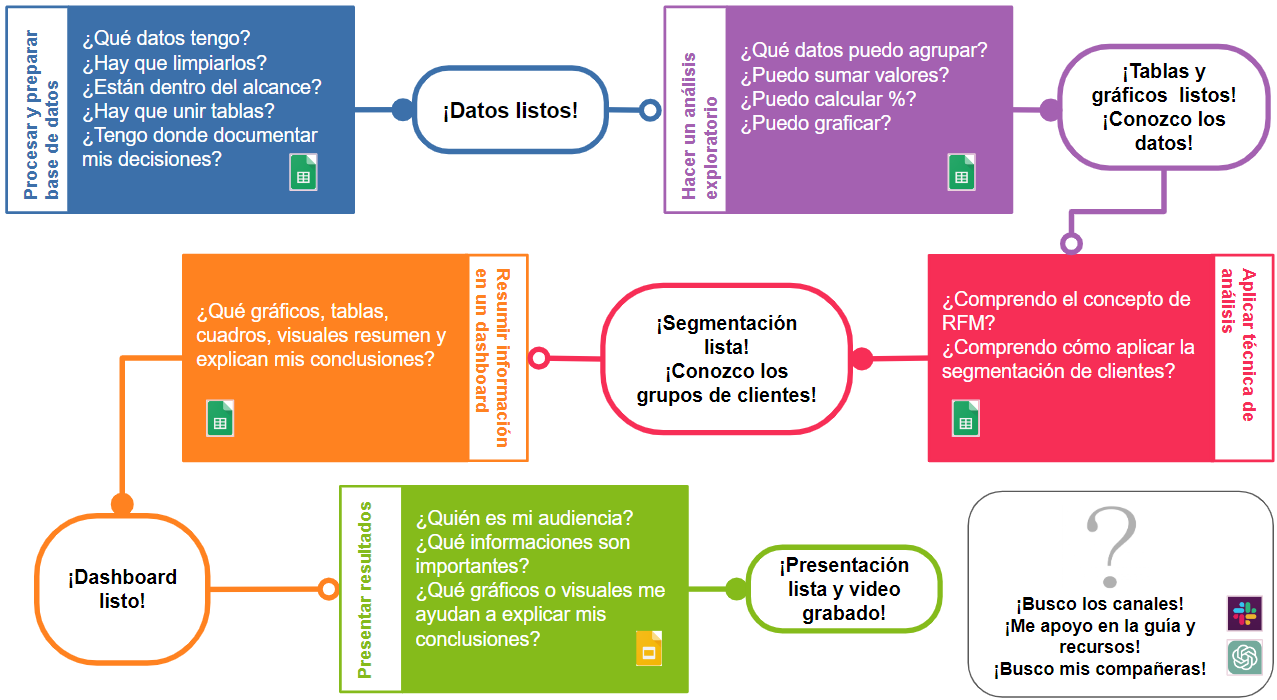 Procesar y preparar
base de datos
¿Qué datos tengo?
¿Hay que limpiarlos?
¿Están dentro del alcance?
¿Hay que unir tablas?
¿Tengo donde documentar
mis decisiones?
¡Datos listos!
Hacer un análisis
exploratorio
¿Qué datos puedo agrupar?
¿Puedo sumar valores?
¿Puedo calcular %?
¿Puedo graficar?
¡Tablas y
gráficos listos!
¡Conozco los
datos!
Aplicar técnica de
análisis
¿Comprendo el concepto de
RFM?
¿Comprendo cómo aplicar la
segmentación de clientes?
¡Segmentación
lista!
¡Conozco los
grupos de clientes!
Resumir información
en un dashboard
¿Qué gráficos, tablas,
cuadros, visuales resumen y
explican mis conclusiones?
¡Dashboard
listo!
Presentar resultados
¿Quién es mi audiencia?
¿Qué informaciones son
importantes?
¿Qué gráficos o visuales me
ayudan a explicar mis
conclusiones?
¡Presentación
lista y video
grabado!
?
¡Busco los canales!
¡Me apoyo en la guía y
recursos!
¡Busco mis compañeras!